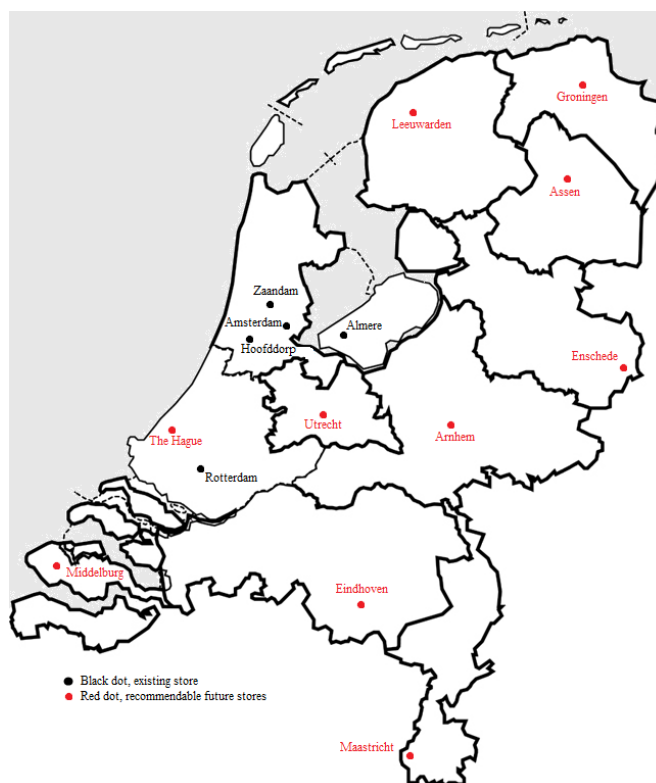 Groningen
Leeuwarden
Assen
Zaandam
Amsterdam
Almere
Hoofddorp
Enschede
Utrecht
The Hague
Arnhem
Rotterdam
Middelburg
Eindhoven
Black dot, existing store
Red dot, recommendable future stores
Maastricht